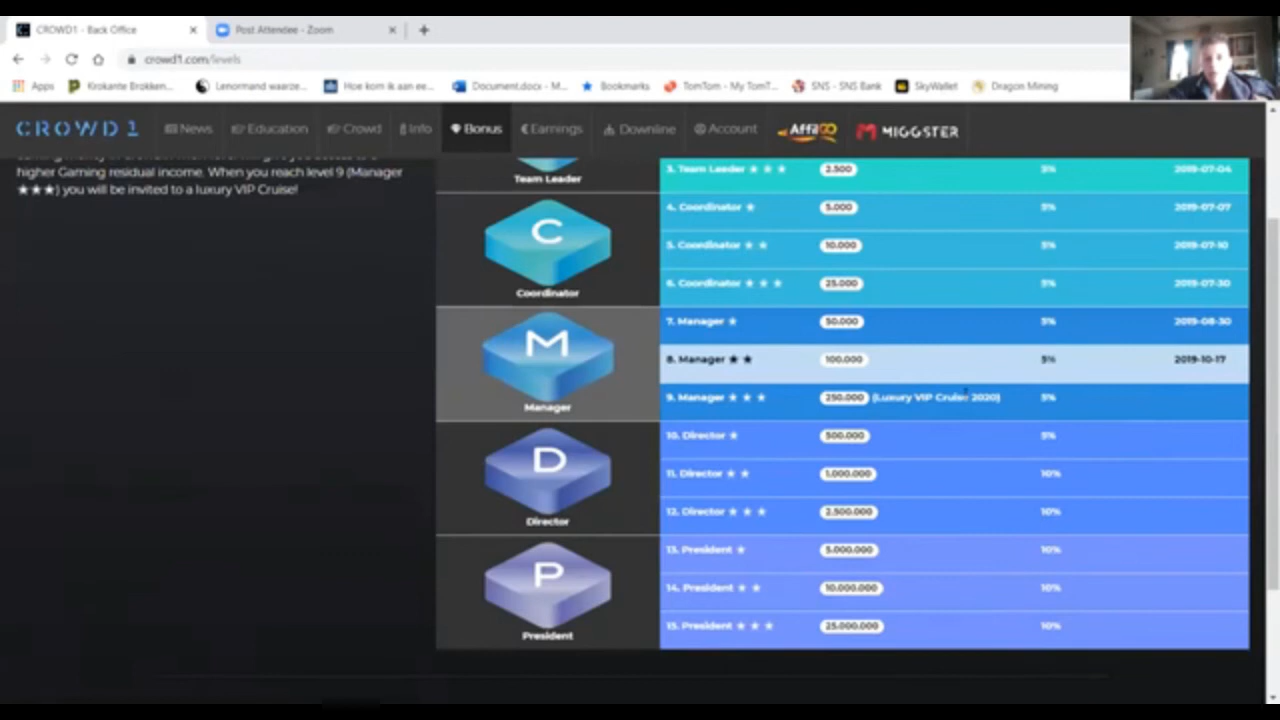 CROWD1 - Back Office
Post Attendee - Zoom
crowd1.com/levels
Apps
Krokante Brokken...
Lenormand waarze...
Hoe kom ik aan ee...
Document.docx - M...
Bookmarks
TomTom - My TomT...
SNS - SNS Bank
SkyWallet
Dragon Mining
CROWD1
News
Education
Crowd
Info
Bonus
Earnings
Downline
Account
AffilGO
MIGGSTER
higher Gaming residual income. When you reach level 9 (Manager
★★★) you will be invited to a luxury VIP Cruise!
Team Leader
3. Team Leader ★ ★ ★ 2.500 5% 2019-07-04
C
Coordinator
4. Coordinator ★ 5.000 5% 2019-07-07
5. Coordinator ★ ★ 10.000 5% 2019-07-10
6. Coordinator ★ ★ ★ 25.000 5% 2019-07-30
M
Manager
7. Manager ★ 50.000 5% 2019-08-30
8. Manager ★ ★ 100.000 5% 2019-10-17
9. Manager ★ ★ ★ 250.000 (Luxury VIP Cruise 2020) 5%
D
Director
10. Director ★ 500.000 5%
11. Director ★ ★ 1.000.000 10%
12. Director ★ ★ ★ 2.500.000 10%
P
President
13. President ★ 5.000.000 10%
14. President ★ ★ 10.000.000 10%
15. President ★ ★ ★ 25.000.000 10%